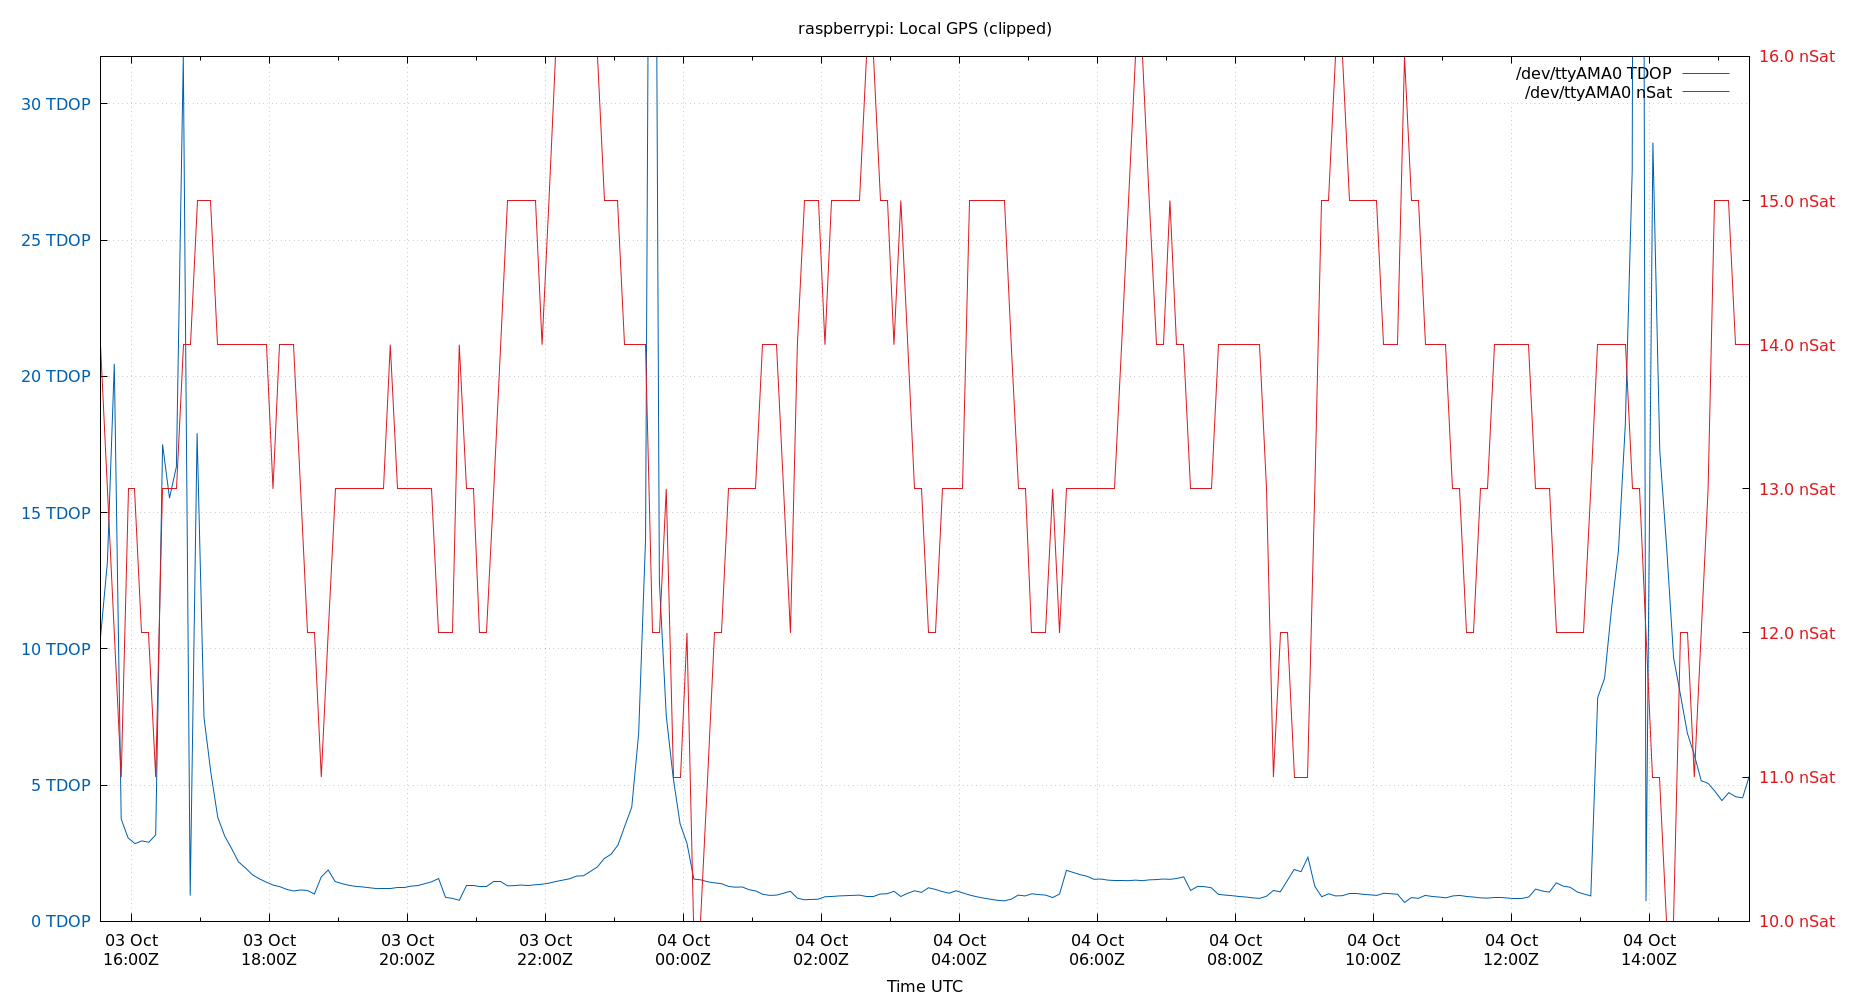 raspberrypi: Local GPS (clipped)
/dev/ttyAMA0 TDOP
/dev/ttyAMA0 nSat
30 TDOP
25 TDOP
20 TDOP
15 TDOP
10 TDOP
5 TDOP
0 TDOP
16.0 nSat
15.0 nSat
14.0 nSat
13.0 nSat
12.0 nSat
11.0 nSat
10.0 nSat
03 Oct 03 Oct 03 Oct 03 Oct 04 Oct 04 Oct 04 Oct 04 Oct 04 Oct 04 Oct 04 Oct 04 Oct
16:00Z 18:00Z 20:00Z 22:00Z 00:00Z 02:00Z 04:00Z 06:00Z 08:00Z 10:00Z 12:00Z 14:00Z
Time UTC